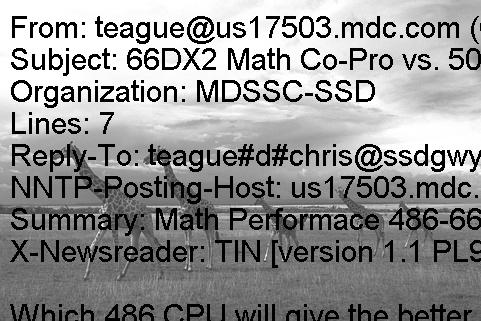 From: teague@us17503.mdc.com (
Subject: 66DX2 Math Co-Pro vs. 50
Organization: MDSSC-SSD
Lines: 7
Reply-To: teague#d#chris@ssdgwy
NNTP-Posting-Host: us17503.mdc.
Summary: Math Performace 486-66
X-Newsreader: TIN [version 1.1 PL9
Which 486 CPU will give the better